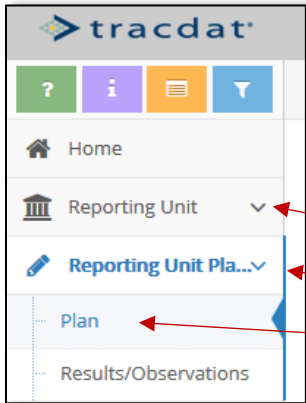 tracdat
? i
Home
Reporting Unit
Reporting Unit Pla...
Plan
Results/Observations